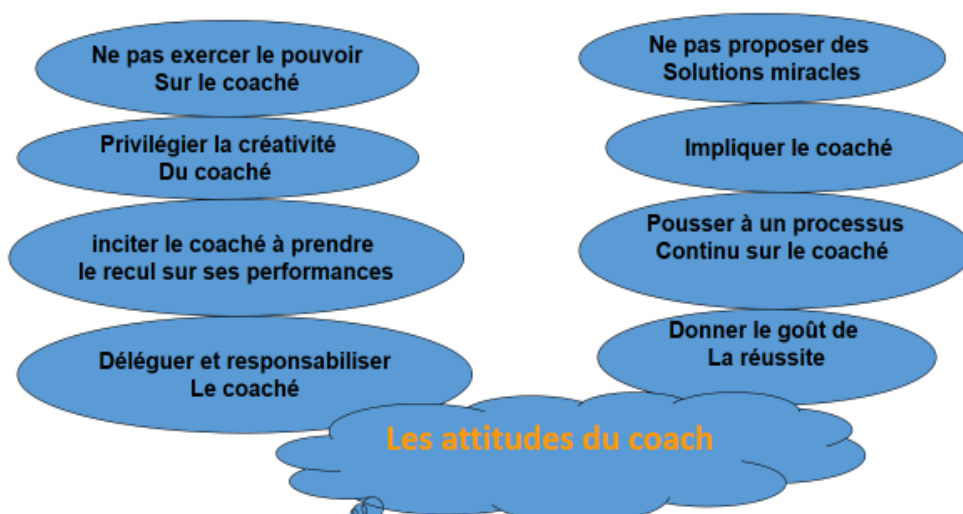 Ne pas exercer le pouvoir
Sur le coaché
Privilégier la créativité
Du coaché
inciter le coaché à prendre
le recul sur ses performances
Déléguer et responsabiliser
Le coaché
Ne pas proposer des
Solutions miracles
Impliquer le coaché
Pousser à un processus
Continu sur le coaché
Donner le goût de
La réussite
Les attitudes du coach